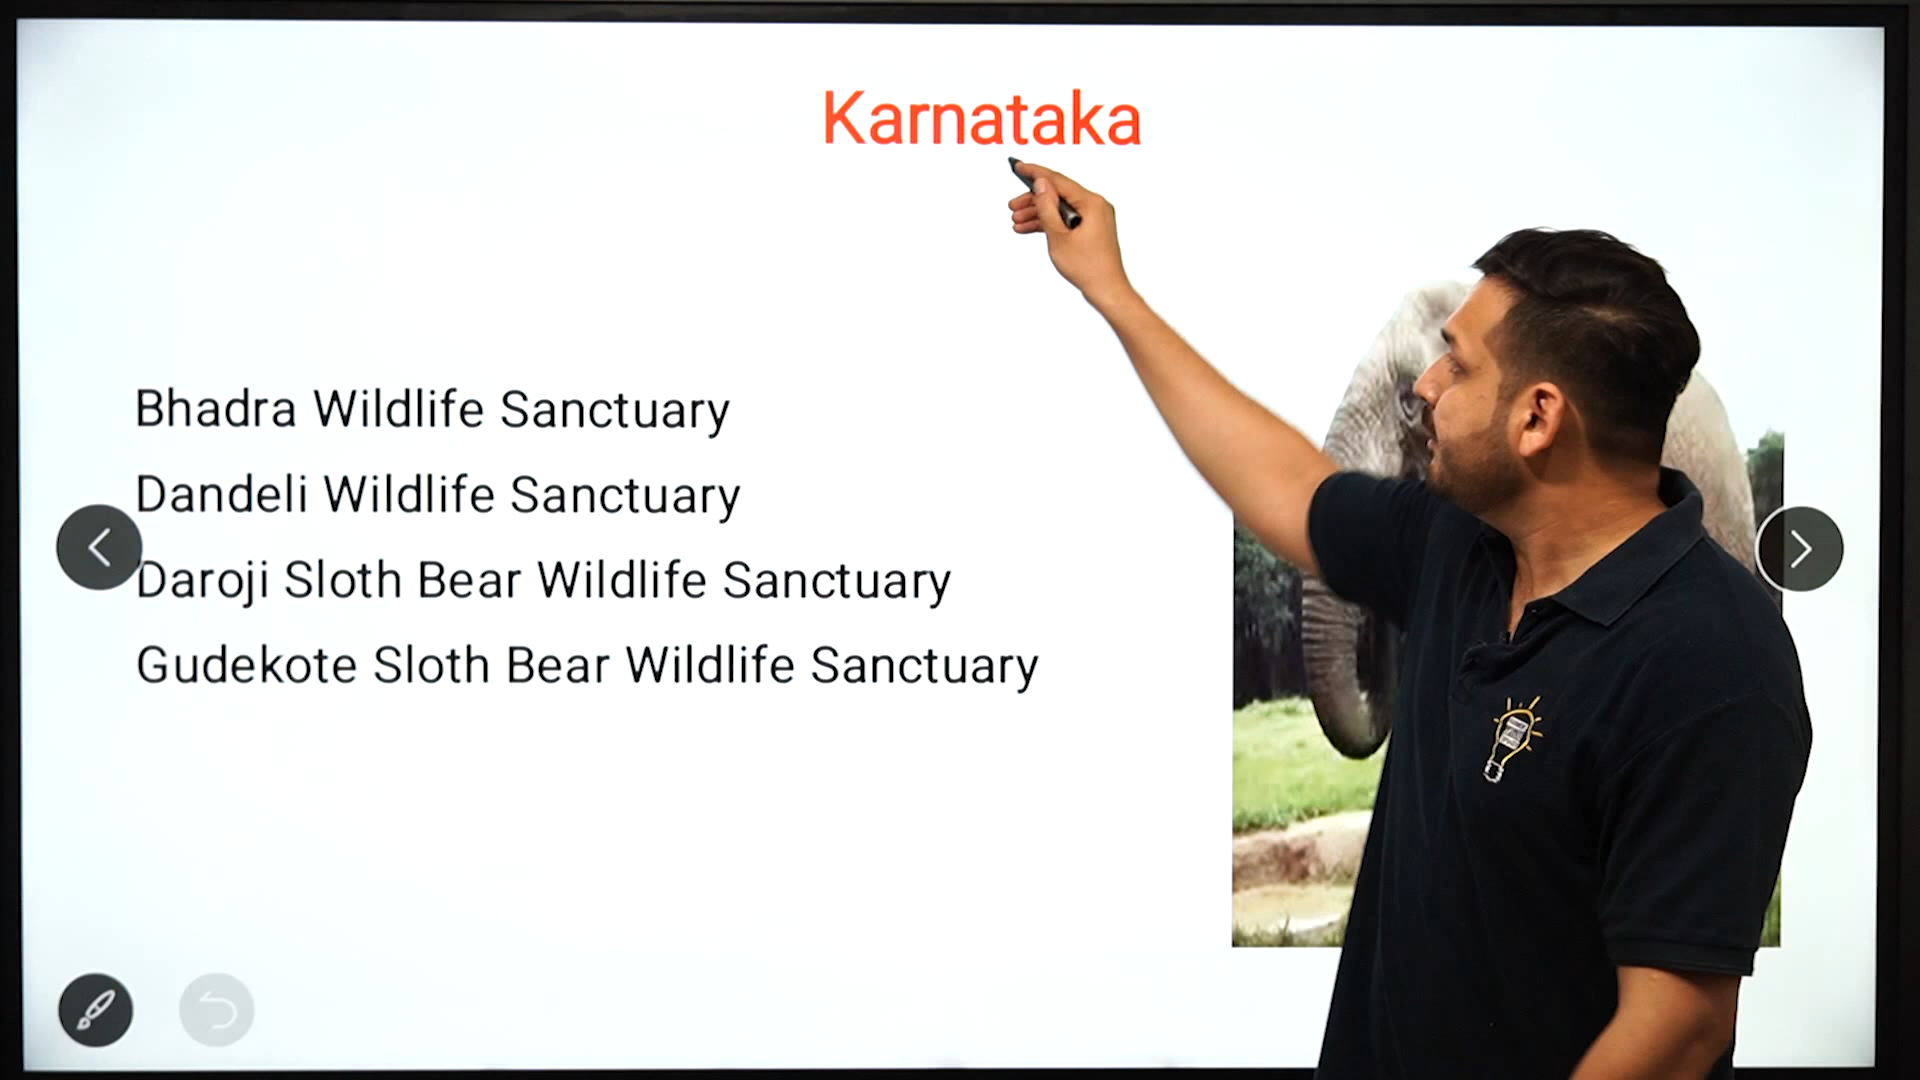 Karnataka
Bhadra Wildlife Sanctuary
Dandeli Wildlife Sanctuary
Daroji Sloth Bear Wildlife Sanctuary
Gudekote Sloth Bear Wildlife Sanctuary